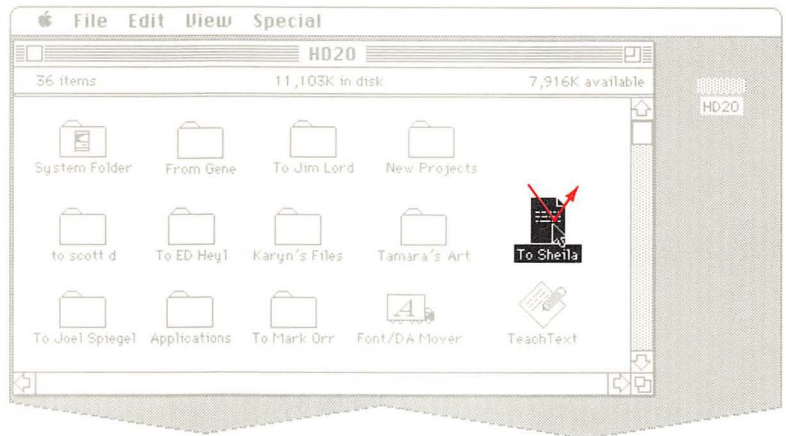 File Edit View Special
HD20
36 items 11,103K in disk 7,916K available
HD20
System Folder From Gene To Jim Lord New Projects
to scott d To ED Heyl Karyn's Files Tamara's Art To Sheila
To Joel Spiegel Applications To Mark Orr Font/DA Mover TeachText